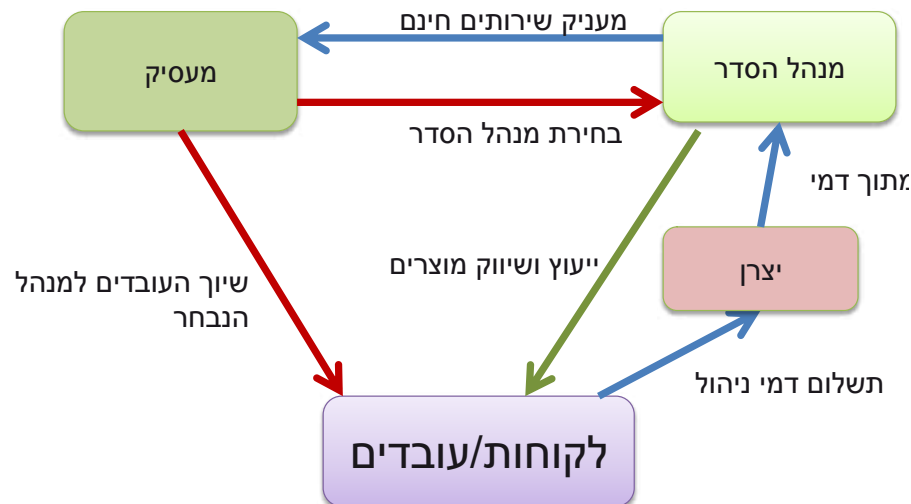 מעניק שירותים חינם
מעסיק
מנהל הסדר
בחירת מנהל הסדר
מתוך דמי
יצרן
ייעוץ ושיווק מוצרים
שיוך העובדים למנהל
הנבחר
תשלום דמי ניהול
לקוחות/עובדים